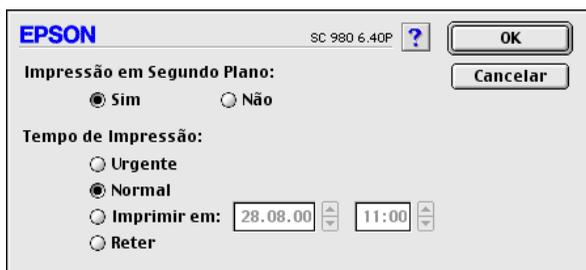 EPSON SC 980 6.40P ? OK
Impressão em Segundo Plano: Cancelar
Sim Não
Tempo de Impressão:
Urgente
Normal
Imprimir em: 28.08.00 11:00
Reter